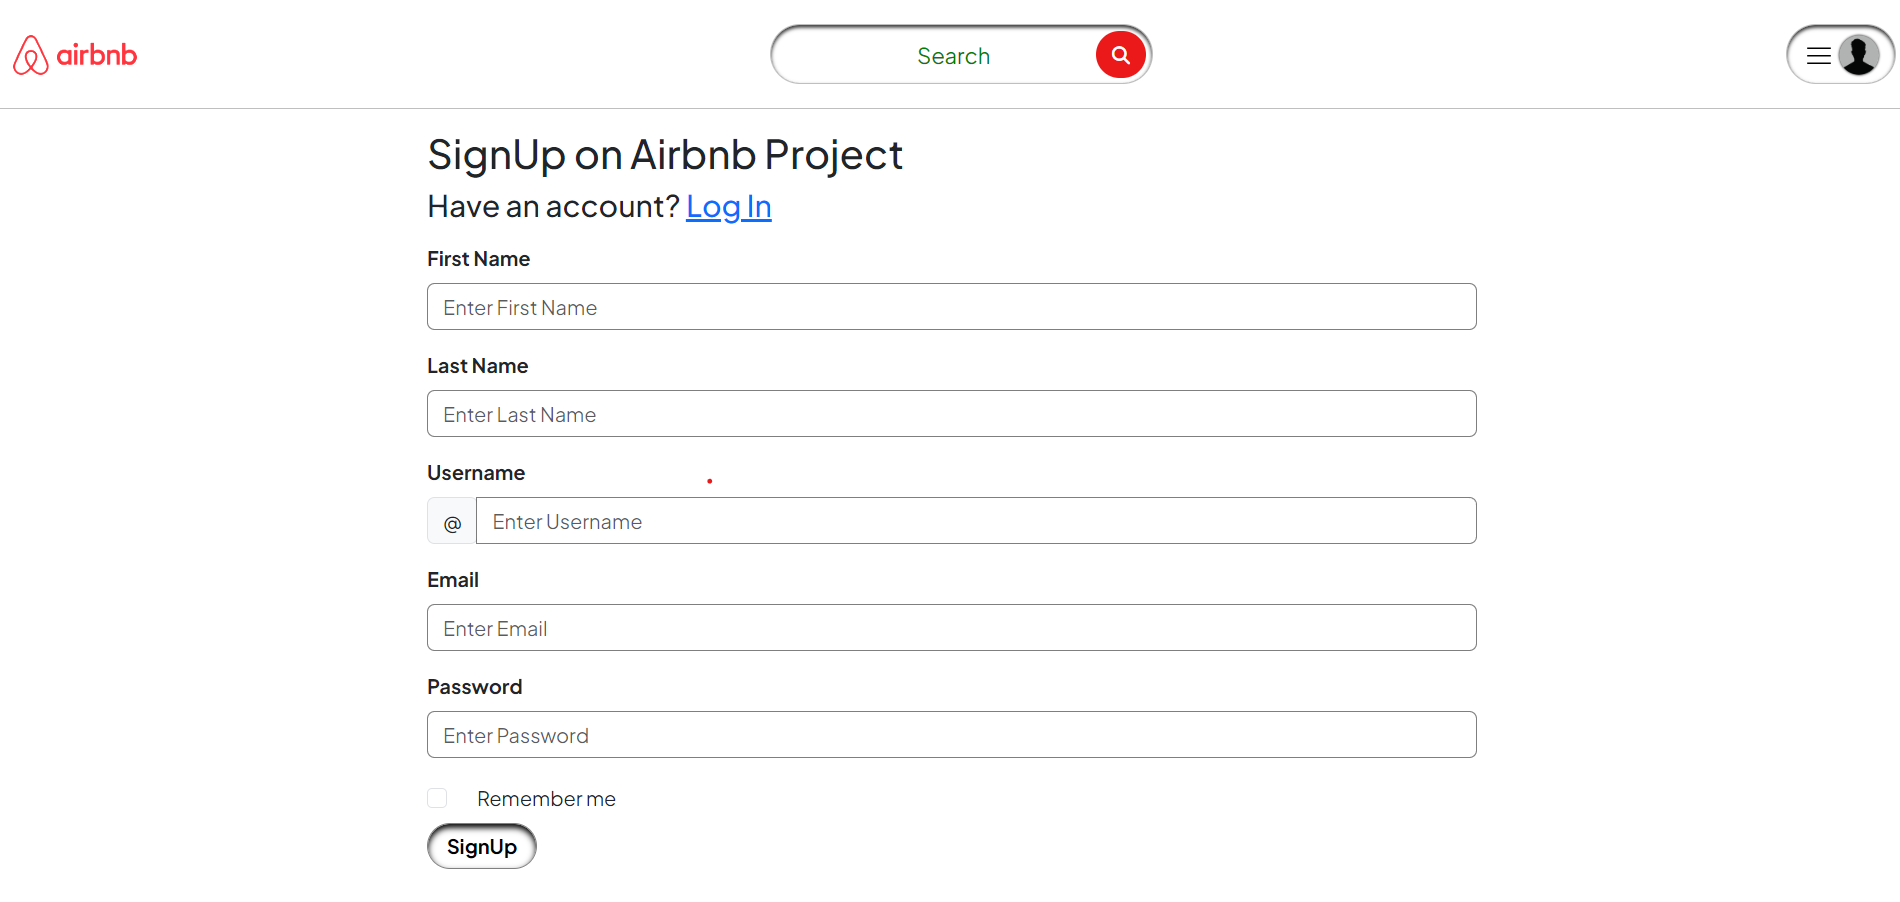 airbnb
Search
SignUp on Airbnb Project
Have an account? Log In
First Name
Enter First Name
Last Name
Enter Last Name
Username
@ Enter Username
Email
Enter Email
Password
Enter Password
Remember me
SignUp